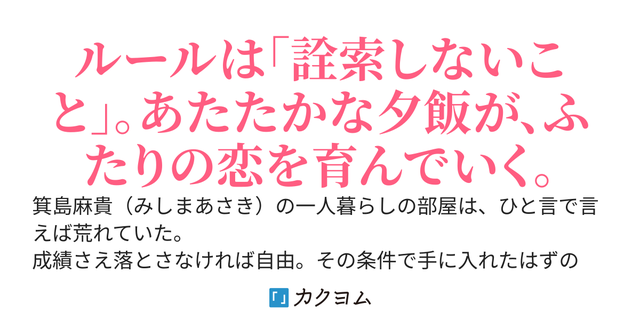 ルールは「詮索しないこ
と」。あたたかな夕飯が、ふ
たりの恋を育んでいく。
箕島麻貴（みしまあさき）の一人暮らしの部屋は、ひと言で言
えば荒れていた。
成績さえ落とさなければ自由。その条件で手に入れたはずの
カクヨム